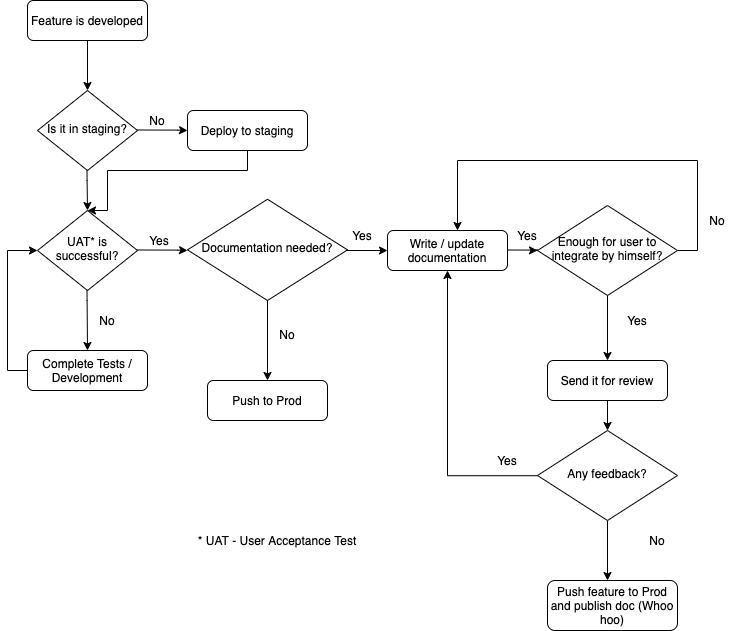 Feature is developed
Is it in staging?
No
Deploy to staging
UAT* is
successful?
Yes
Documentation needed?
Yes
Write / update
documentation
Yes
Enough for user to
integrate by himself?
No
No
Complete Tests /
Development
No
Push to Prod
Yes
Send it for review
Any feedback?
Yes
No
Push feature to Prod
and publish doc (Whoo
hoo)
* UAT - User Acceptance Test